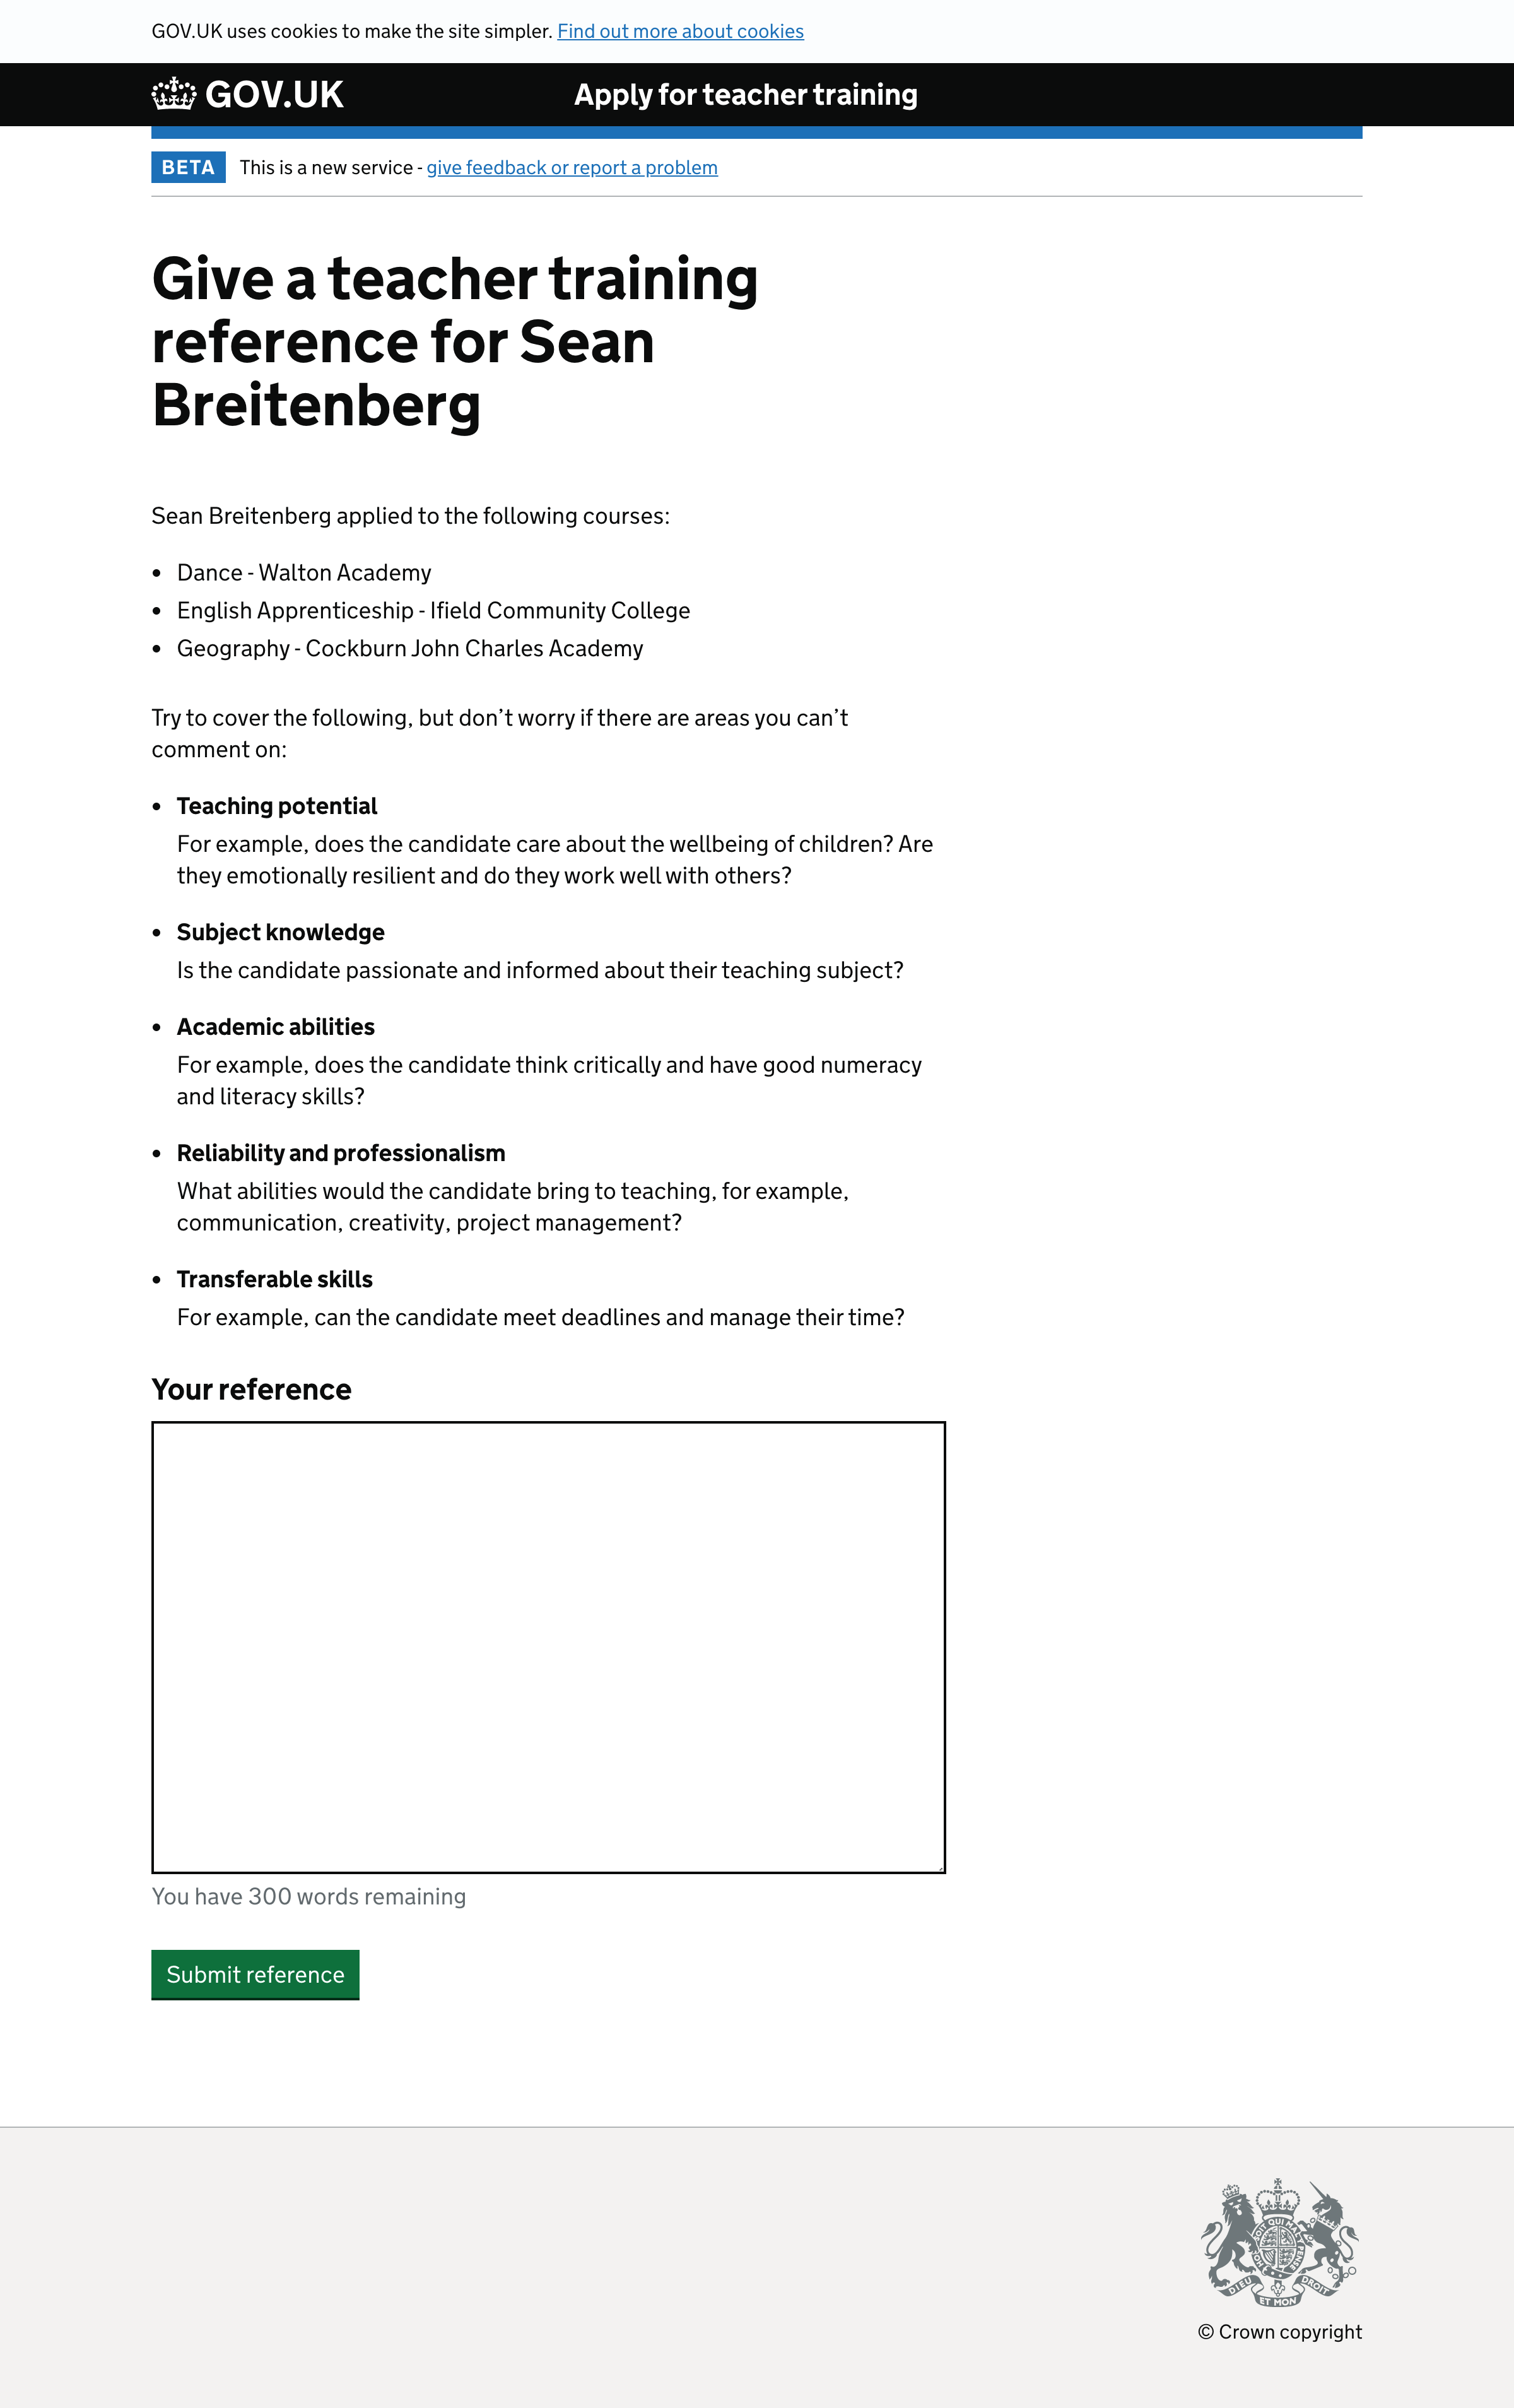 GOV.UK uses cookies to make the site simpler. Find out more about cookies
GOV.UK Apply for teacher training
BETA This is a new service - give feedback or report a problem
Give a teacher training
reference for Sean
Breitenberg
Sean Breitenberg applied to the following courses:
• Dance - Walton Academy
• English Apprenticeship - Ifield Community College
• Geography - Cockburn John Charles Academy
Try to cover the following, but don’t worry if there are areas you can’t
comment on:
• Teaching potential
For example, does the candidate care about the wellbeing of children? Are
they emotionally resilient and do they work well with others?
• Subject knowledge
Is the candidate passionate and informed about their teaching subject?
• Academic abilities
For example, does the candidate think critically and have good numeracy
and literacy skills?
• Reliability and professionalism
What abilities would the candidate bring to teaching, for example,
communication, creativity, project management?
• Transferable skills
For example, can the candidate meet deadlines and manage their time?
Your reference
You have 300 words remaining
Submit reference
DIEU ET MON DROIT
© Crown copyright